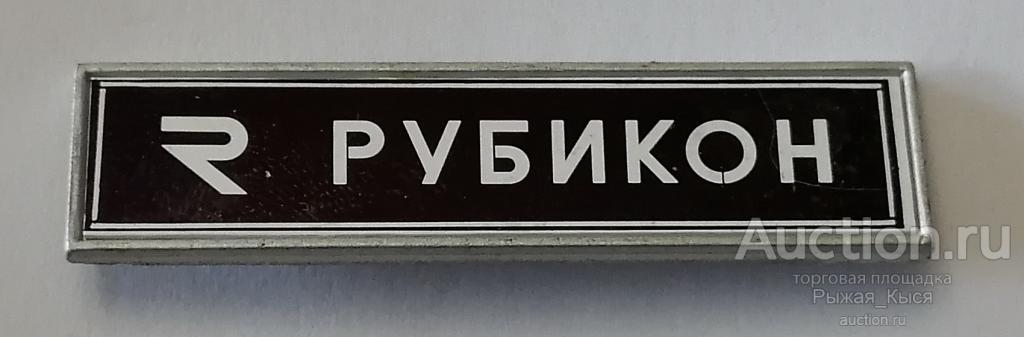 РУБИКОН
Auction.ru
торговая площадка
Рыжая_Кыся
auction.ru